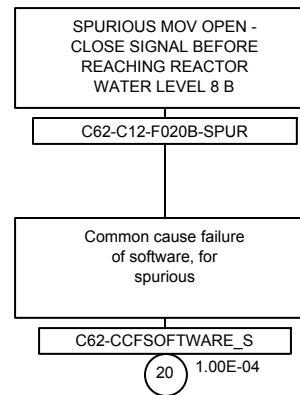 SPURIOUS MOV OPEN -
CLOSE SIGNAL BEFORE
REACHING REACTOR
WATER LEVEL 8 B
C62-C12-F020B-SPUR
Common cause failure
of software, for
spurious
C62-CCFSOFTWARE_S
20 1.00E-04